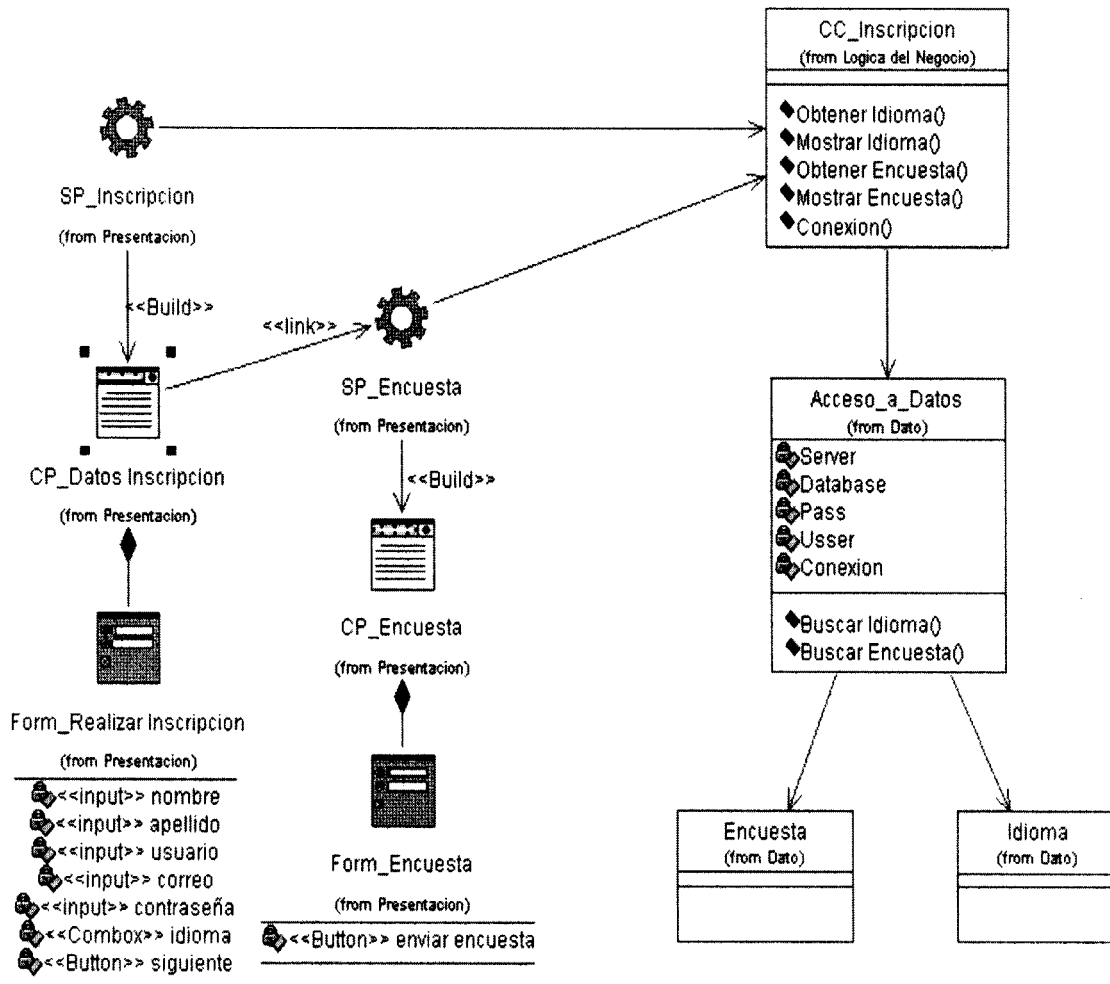 CC_Inscripcion
(from Logica del Negocio)
Obtener Idioma()
Mostrar Idioma()
Obtener Encuesta()
Mostrar Encuesta()
Conexion()
SP_Inscripcion
(from Presentacion)
<<Build>>
<<link>>
SP_Encuesta
(from Presentacion)
<<Build>>
CP_Datos Inscripcion
(from Presentacion)
CP_Encuesta
(from Presentacion)
Acceso_a_Datos
(from Dato)
Server
Database
Pass
Usser
Conexion
Buscar Idioma()
Buscar Encuesta()
Form_Realizar Inscripcion
(from Presentacion)
<<input>> nombre
<<input>> apellido
<<input>> usuario
<<input>> correo
<<input>> contraseña
<<Combox>> idioma
<<Button>> siguiente
Form_Encuesta
(from Presentacion)
<<Button>> enviar encuesta
Encuesta
(from Dato)
Idioma
(from Dato)